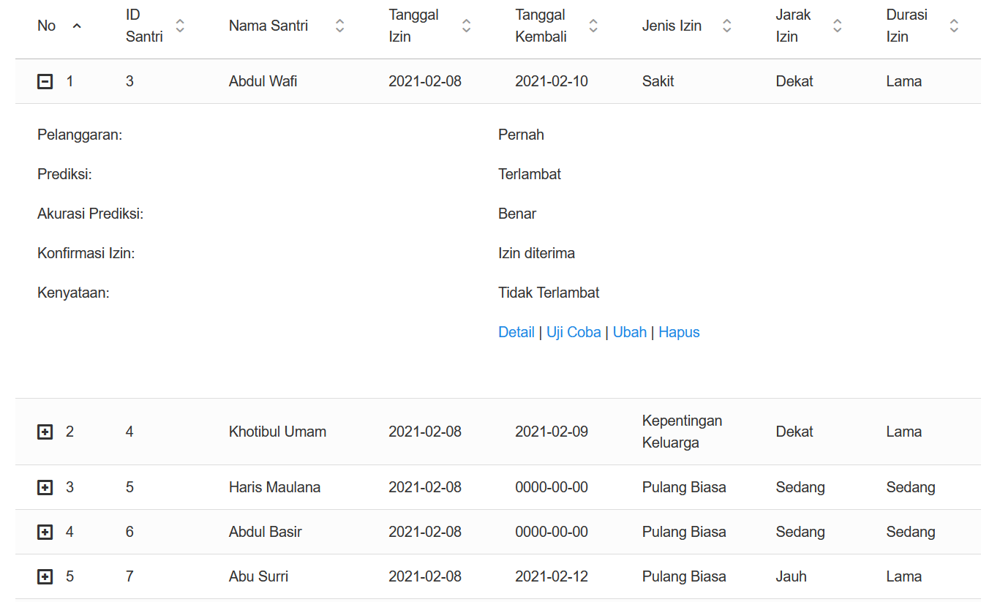 No ID Santri Nama Santri Tanggal Izin Tanggal Kembali Jenis Izin Jarak Izin Durasi Izin
1 3 Abdul Wafi 2021-02-08 2021-02-10 Sakit Dekat Lama
Pelanggaran: Pernah
Prediksi: Terlambat
Akurasi Prediksi: Benar
Konfirmasi Izin: Izin diterima
Kenyataan: Tidak Terlambat
Detail | Uji Coba | Ubah | Hapus
2 4 Khotibul Umam 2021-02-08 2021-02-09 Kepentingan Keluarga Dekat Lama
3 5 Haris Maulana 2021-02-08 0000-00-00 Pulang Biasa Sedang Sedang
4 6 Abdul Basir 2021-02-08 0000-00-00 Pulang Biasa Sedang Sedang
5 7 Abu Surri 2021-02-08 2021-02-12 Pulang Biasa Jauh Lama